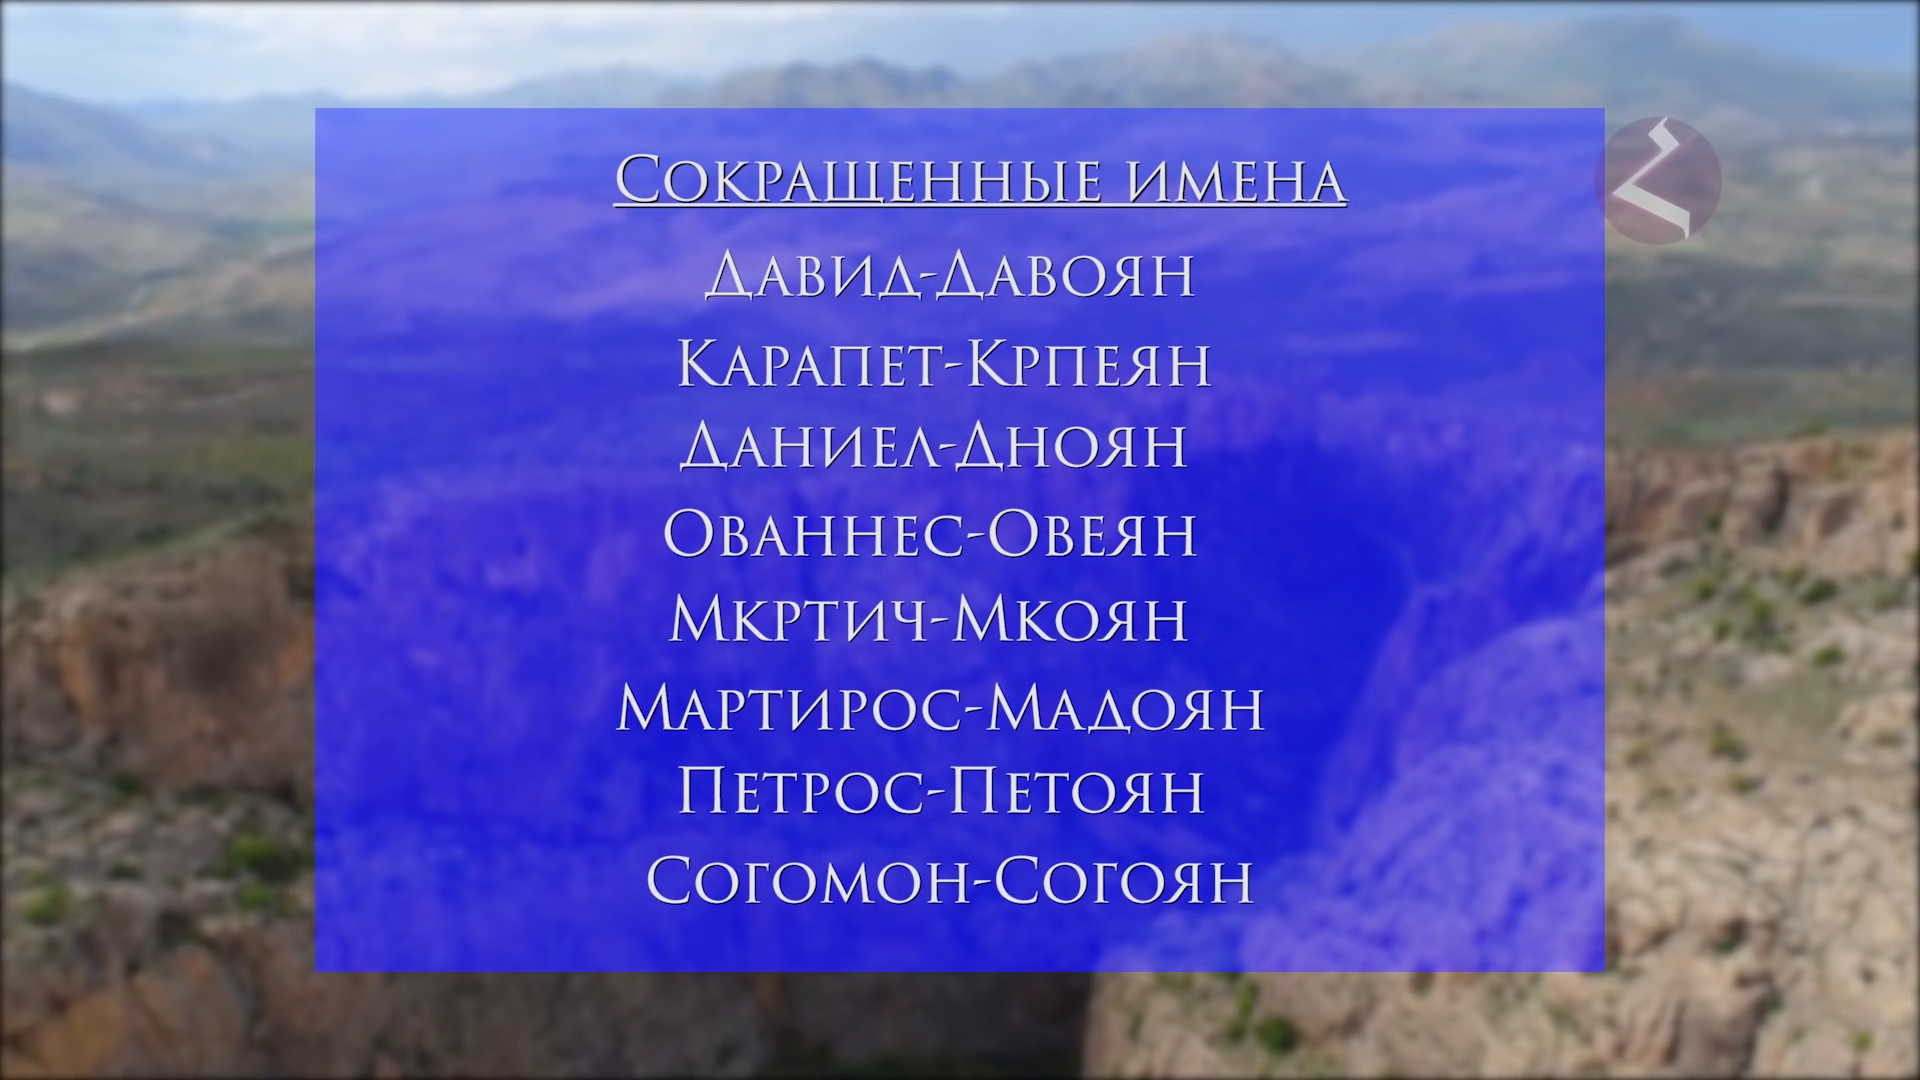 Сокращенные имена
Давид-Давоян
Карапет-Крпеян
Даниел-Дноян
Ованнес-Овеян
Мкртич-Мкоян
Мартирос-Мадоян
Петрос-Петоян
Согомон-Согоян